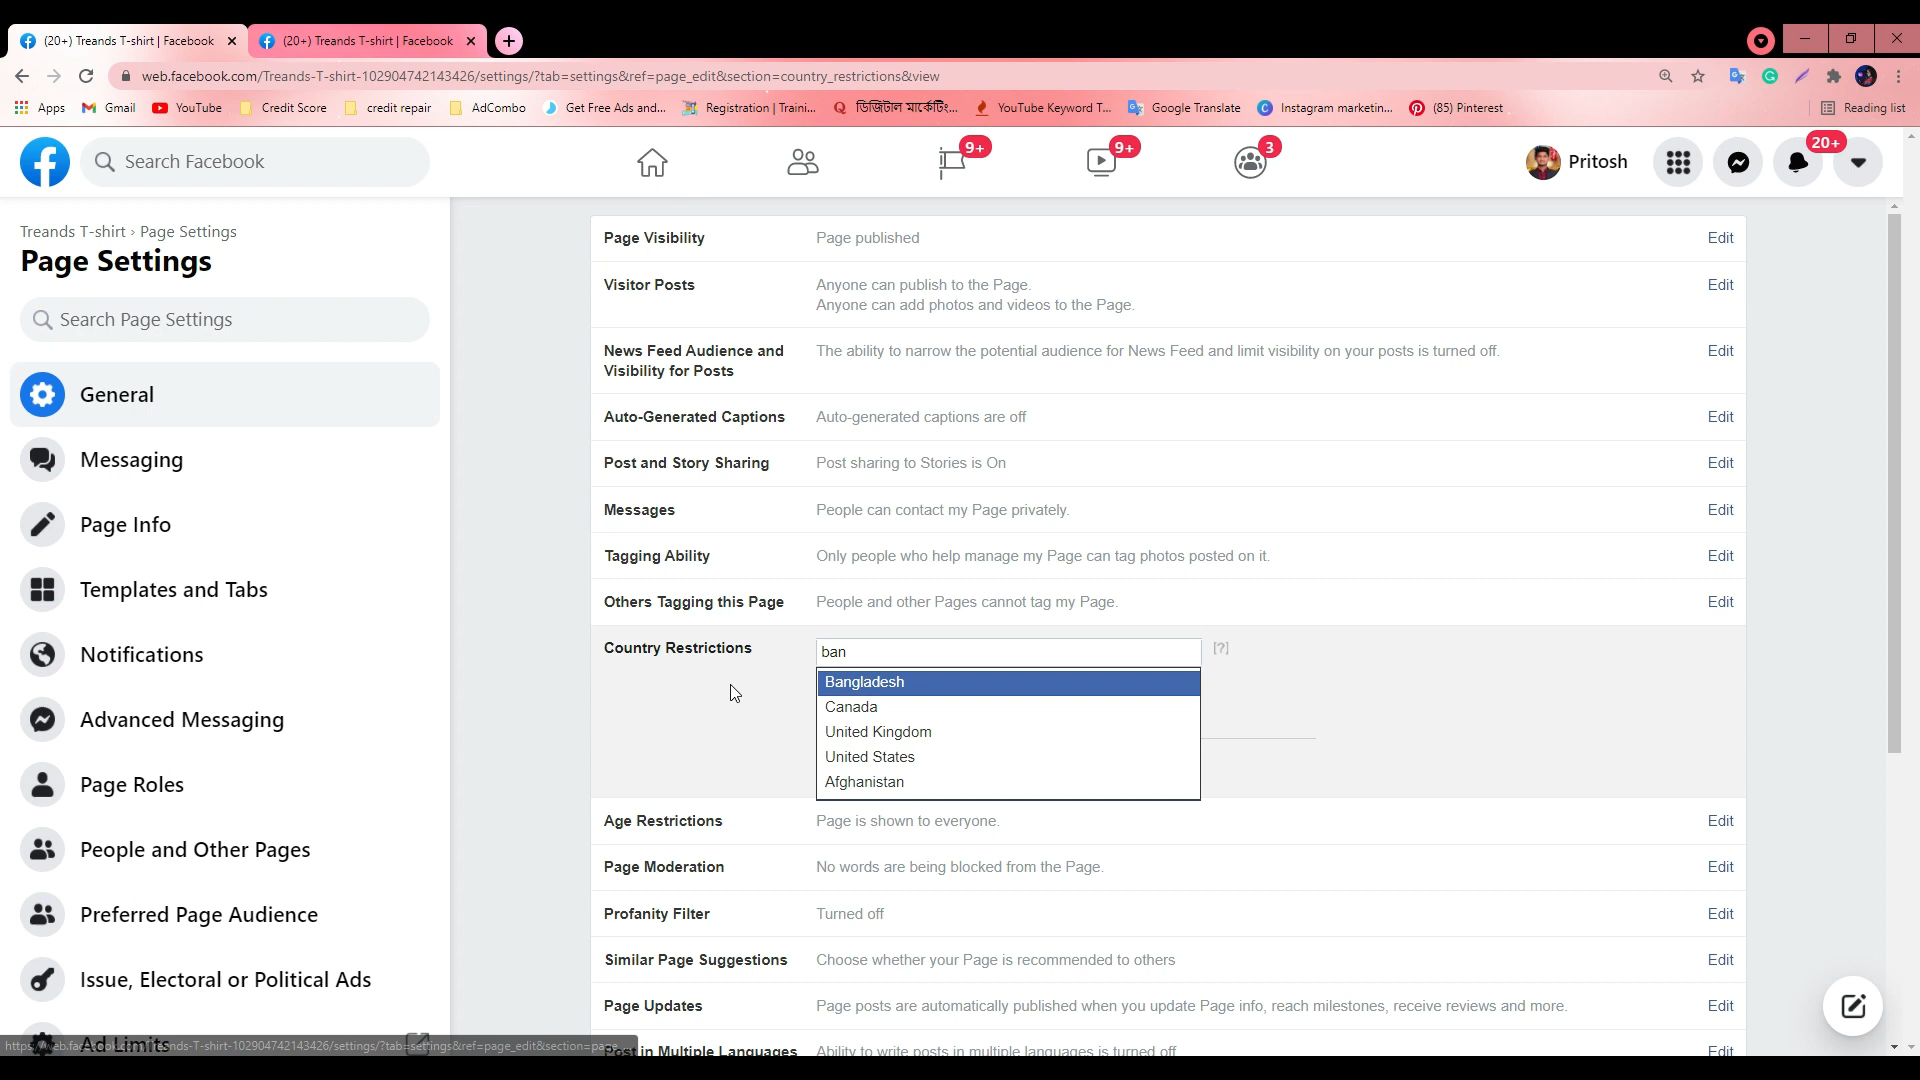 (20+) Treands T-shirt | Facebook
(20+) Treands T-shirt | Facebook
web.facebook.com/Treands-T-shirt-102904742143426/settings/?tab=settings&ref=page_edit&section=country_restrictions&view
Apps
Gmail
YouTube
Credit Score
credit repair
AdCombo
Get Free Ads and...
Registration | Traini...
ডিজিটাল মার্কেটিং...
YouTube Keyword T...
Google Translate
Instagram marketin...
(85) Pinterest
Reading list
Search Facebook
9+
9+
3
Pritosh
20+
Treands T-shirt › Page Settings
Page Settings
Search Page Settings
General
Messaging
Page Info
Templates and Tabs
Notifications
Advanced Messaging
Page Roles
People and Other Pages
Preferred Page Audience
Issue, Electoral or Political Ads
Ad Limits
Page Visibility
Page published
Edit
Visitor Posts
Anyone can publish to the Page.
Anyone can add photos and videos to the Page.
Edit
News Feed Audience and
Visibility for Posts
The ability to narrow the potential audience for News Feed and limit visibility on your posts is turned off.
Edit
Auto-Generated Captions
Auto-generated captions are off
Edit
Post and Story Sharing
Post sharing to Stories is On
Edit
Messages
People can contact my Page privately.
Edit
Tagging Ability
Only people who help manage my Page can tag photos posted on it.
Edit
Others Tagging this Page
People and other Pages cannot tag my Page.
Edit
Country Restrictions
ban
[?]
Bangladesh
Canada
United Kingdom
United States
Afghanistan
Age Restrictions
Page is shown to everyone.
Edit
Page Moderation
No words are being blocked from the Page.
Edit
Profanity Filter
Turned off
Edit
Similar Page Suggestions
Choose whether your Page is recommended to others
Edit
Page Updates
Page posts are automatically published when you update Page info, reach milestones, receive reviews and more.
Edit
Post in Multiple Languages
Ability to write posts in multiple languages is turned off
Edit